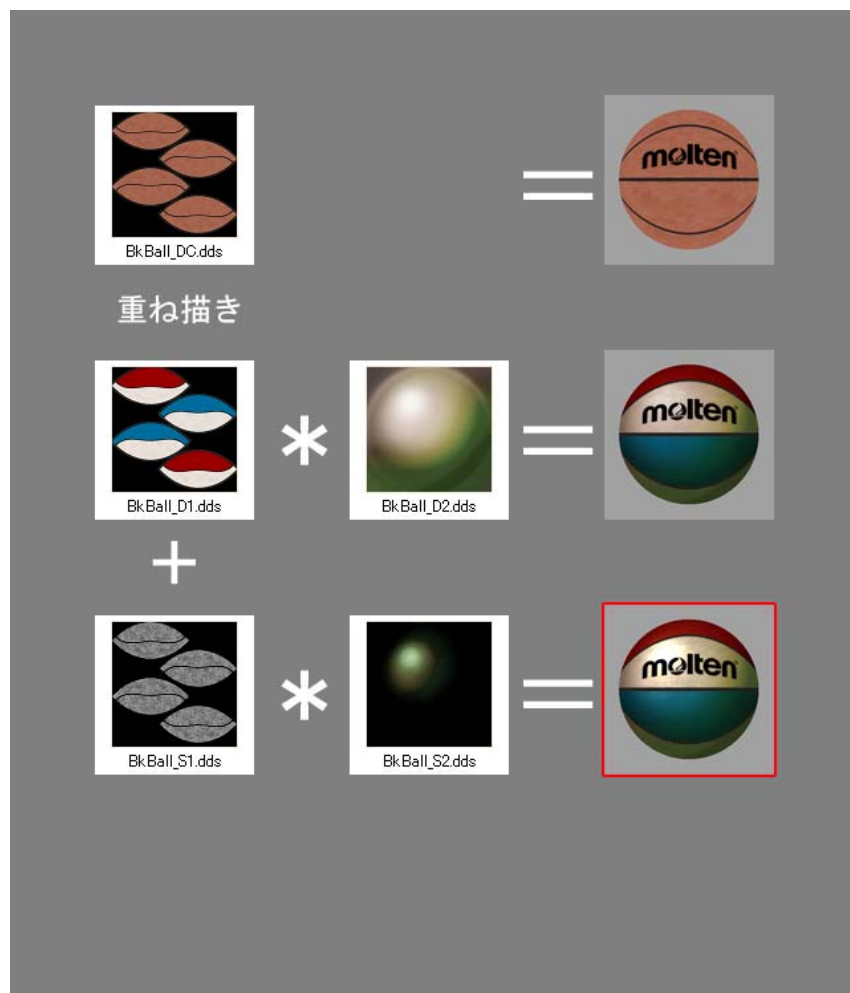 molten
BkBall_DC.dds
=
重ね描き
molten
BkBall_D1.dds
*
BkBall_D2.dds
=
+
molten
BkBall_S1.dds
*
BkBall_S2.dds
=